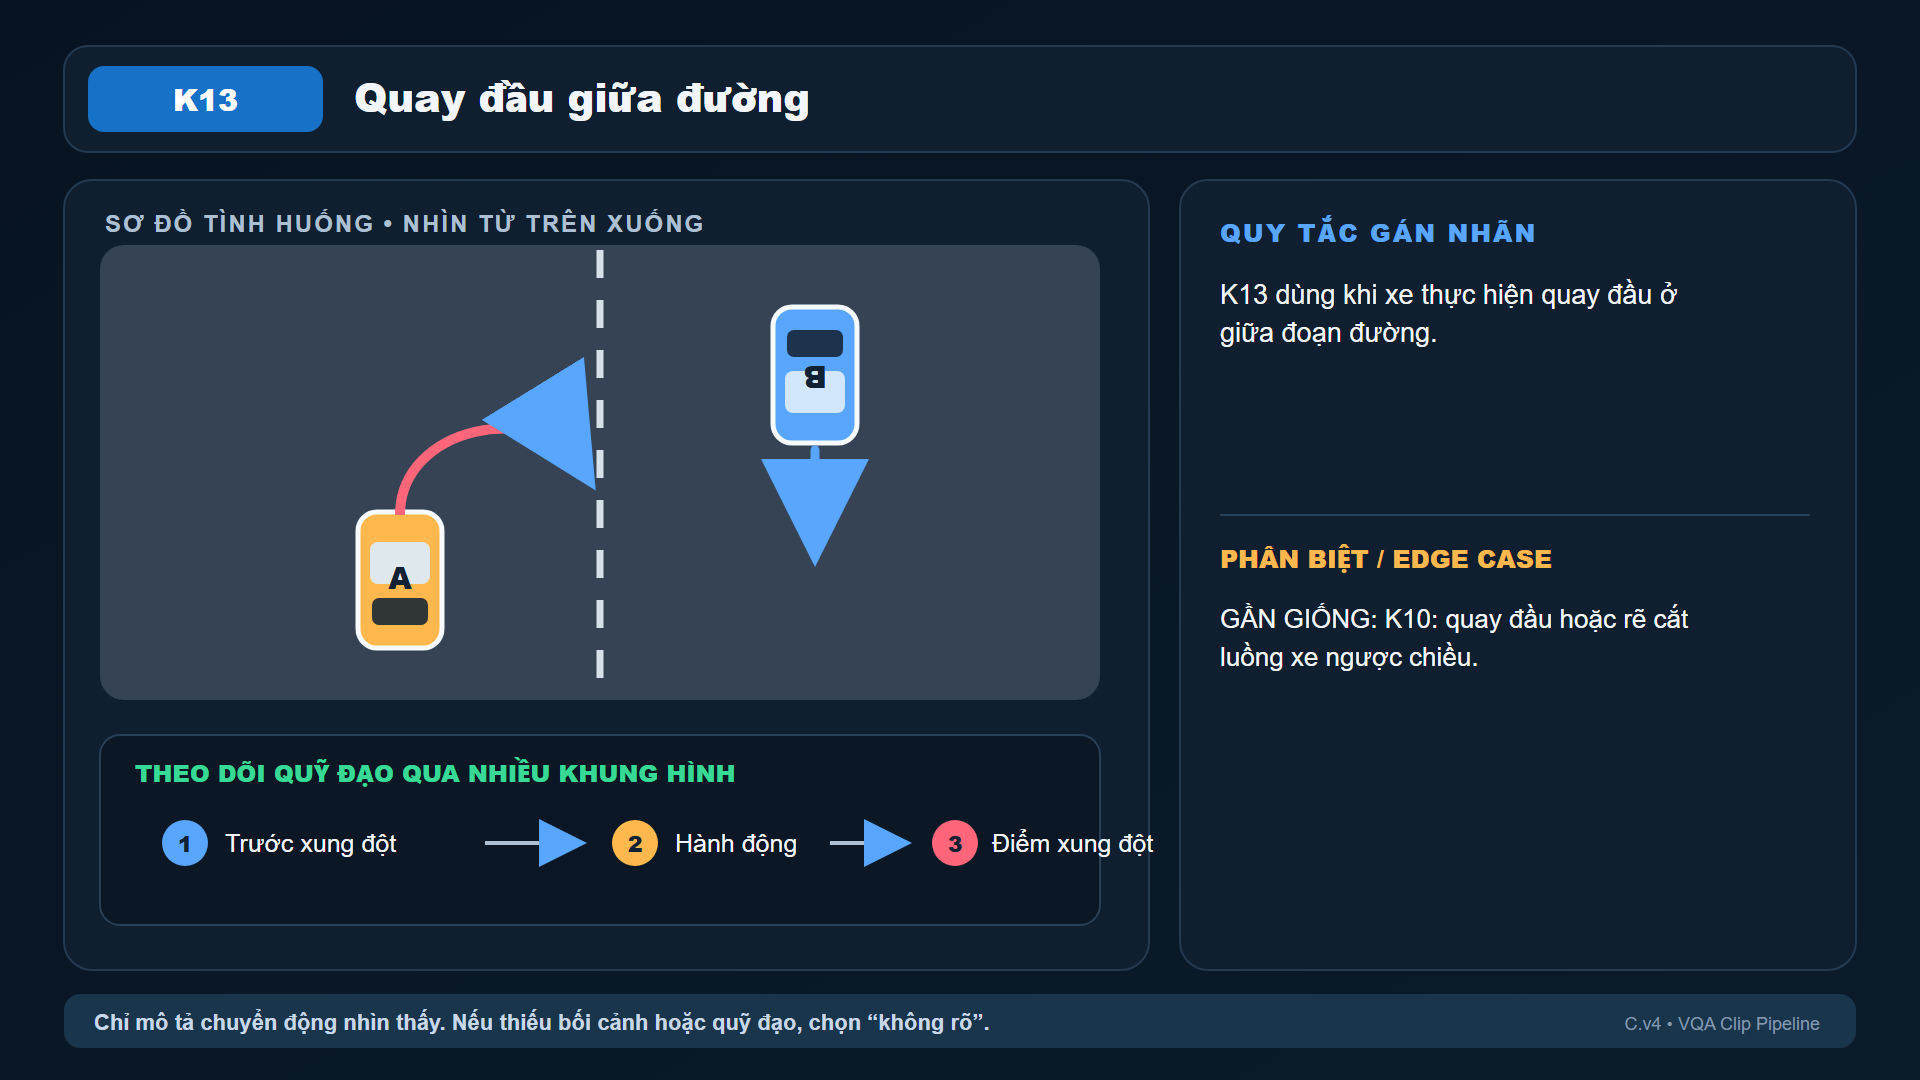 K13
Quay đầu giữa đường
SƠ ĐỒ TÌNH HUỐNG • NHÌN TỪ TRÊN XUỐNG
B
A
THEO DÕI QUỸ ĐẠO QUA NHIỀU KHUNG HÌNH
1 Trước xung đột
2 Hành động
3 Điểm xung đột
QUY TẮC GÁN NHÃN
K13 dùng khi xe thực hiện quay đầu ở
giữa đoạn đường.
PHÂN BIỆT / EDGE CASE
GẦN GIỐNG: K10: quay đầu hoặc rẽ cắt
luồng xe ngược chiều.
Chỉ mô tả chuyển động nhìn thấy. Nếu thiếu bối cảnh hoặc quỹ đạo, chọn “không rõ”.
C.v4 • VQA Clip Pipeline